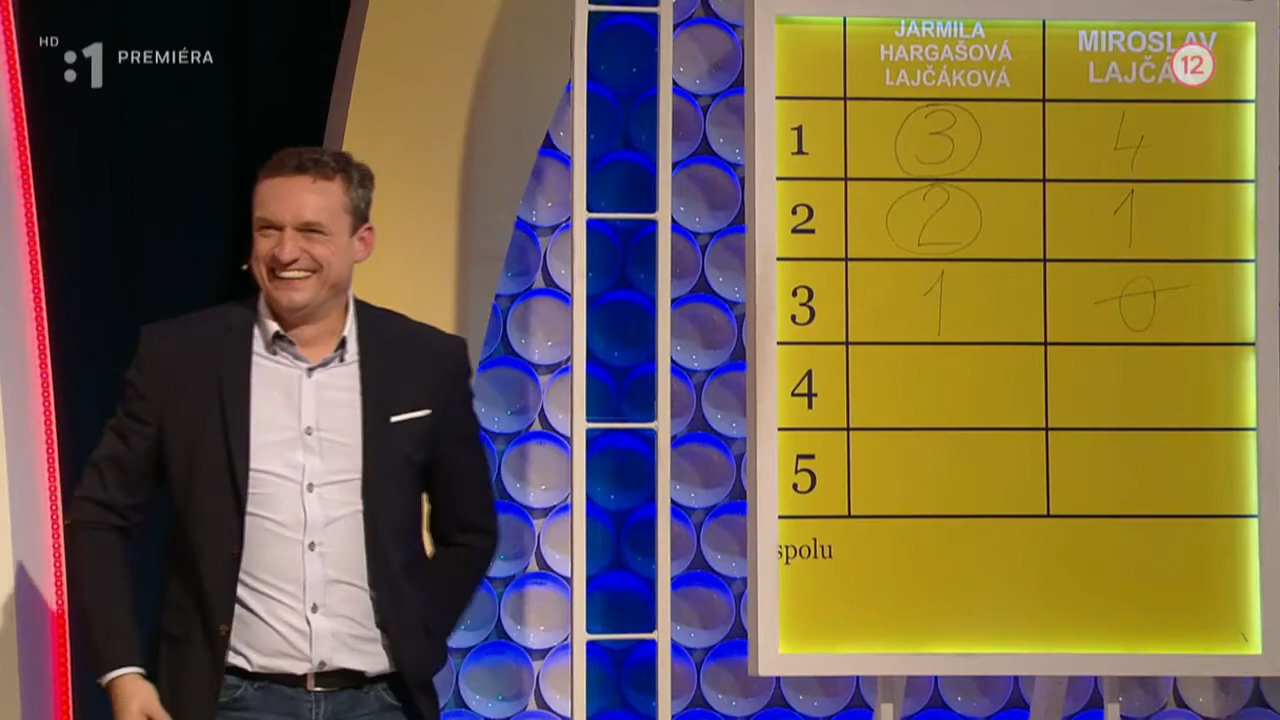 HD
:1 PREMIÉRA
JARMILA
HARGAŠOVÁ
LAJČÁKOVÁ
MIROSLAV
12
1 3 4
2 2 1
3 1 0
4
5
spolu